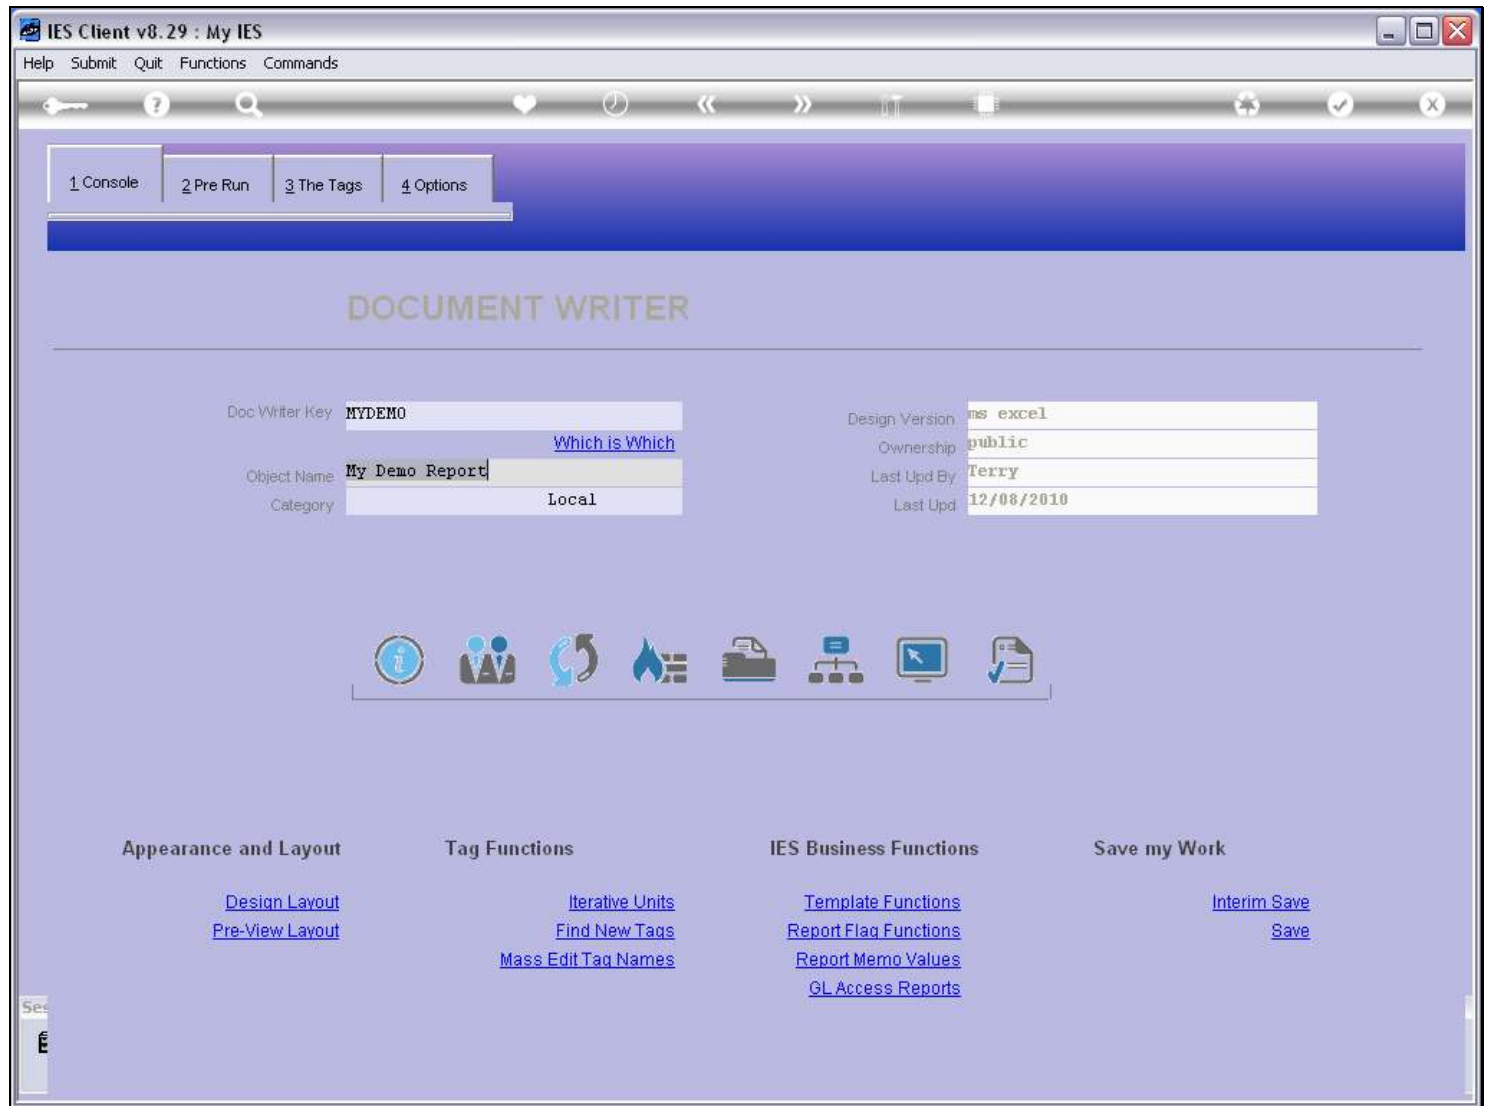 IES Client v8.29 : My IES
Help Submit Quit Functions Commands
1 Console 2 Pre Run 3 The Tags 4 Options
DOCUMENT WRITER
Doc Writer Key MYDEMO Design Version ms excel
Which is Which Ownership public
Object Name My Demo Report Last Upd By Terry
Category Local Last Upd 12/08/2010
Appearance and Layout Tag Functions IES Business Functions Save my Work
Design Layout Iterative Units Template Functions Interim Save
Pre-View Layout Find New Tags Report Flag Functions Save
Mass Edit Tag Names Report Memo Values
GL Access Reports